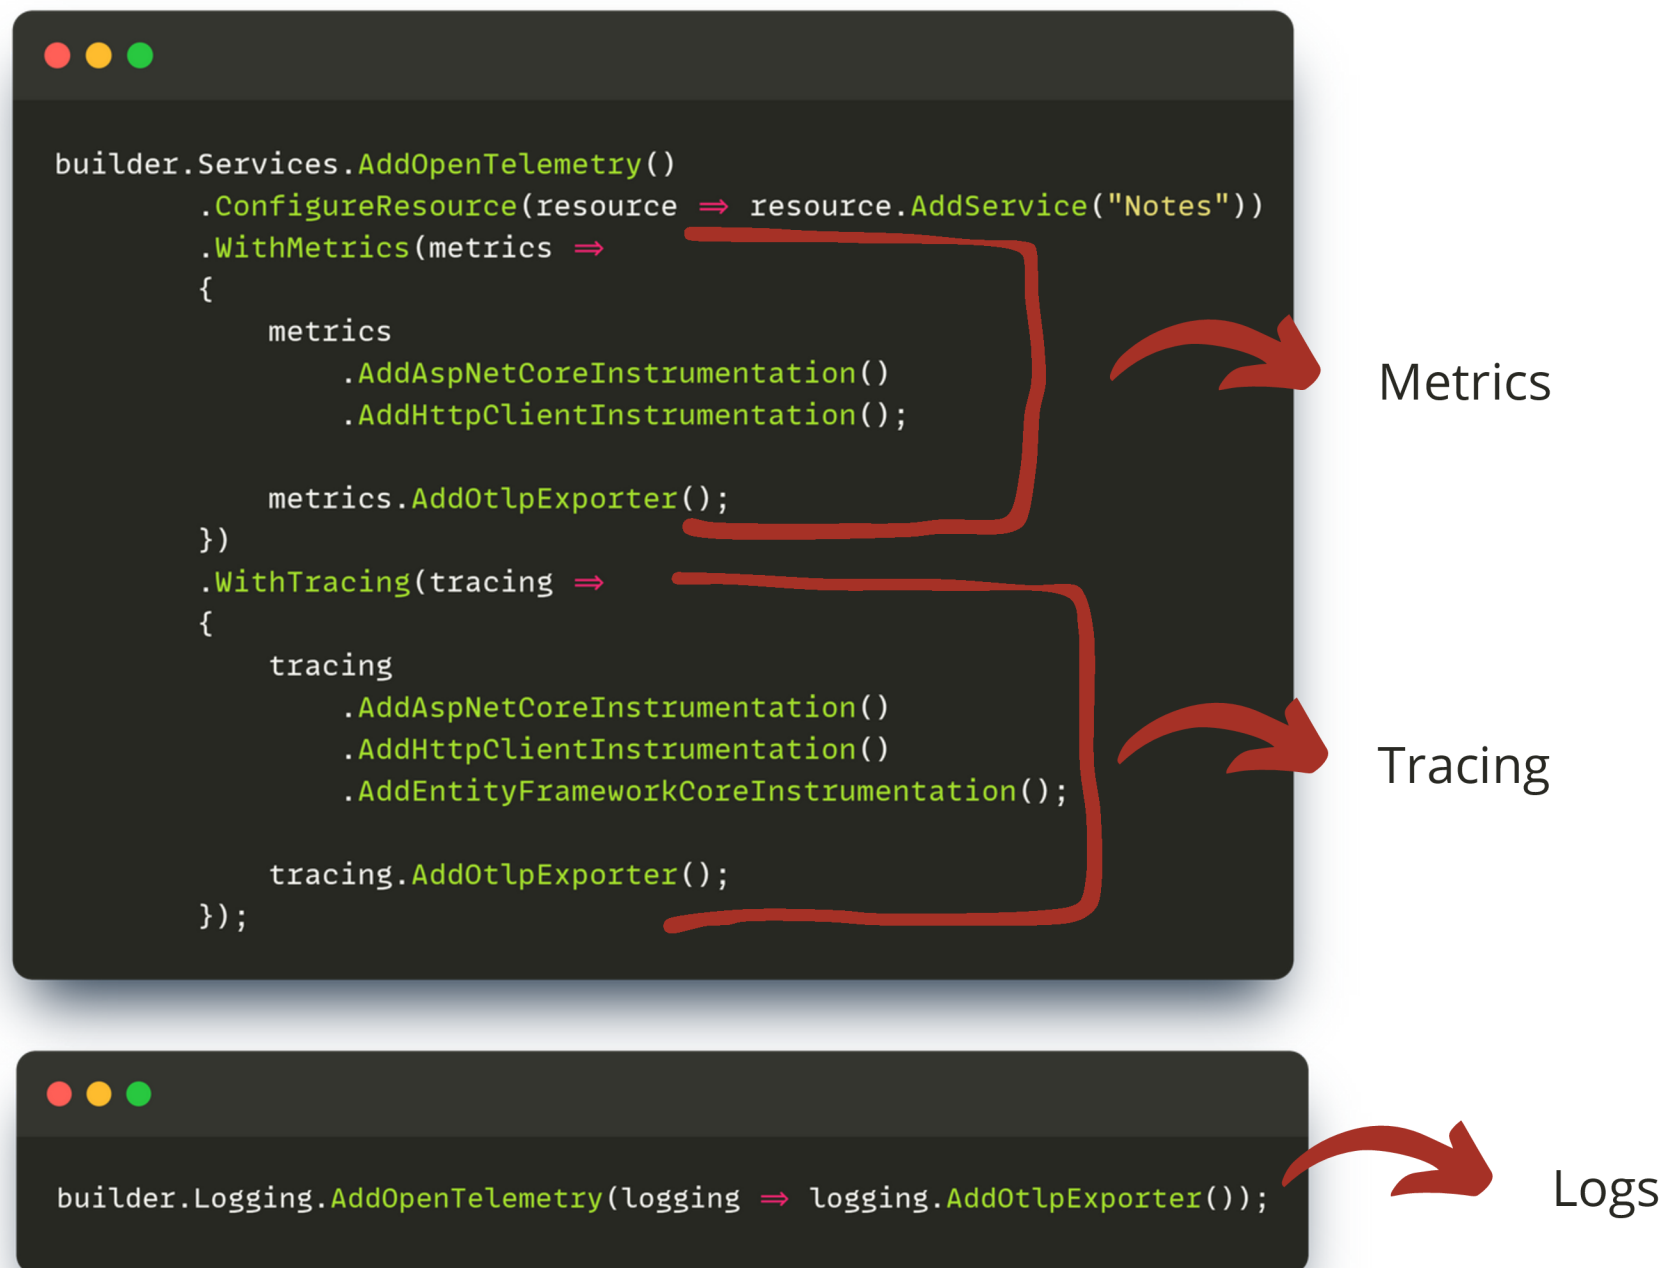 builder.Services.AddOpenTelemetry()
.ConfigureResource(resource ⇒ resource.AddService("Notes"))
.WithMetrics(metrics ⇒
{
metrics
.AddAspNetCoreInstrumentation()
.AddHttpClientInstrumentation();
metrics.AddOtlpExporter();
})
.WithTracing(tracing ⇒
{
tracing
.AddAspNetCoreInstrumentation()
.AddHttpClientInstrumentation()
.AddEntityFrameworkCoreInstrumentation();
tracing.AddOtlpExporter();
});
Metrics
Tracing
builder.Logging.AddOpenTelemetry(logging ⇒ logging.AddOtlpExporter());
Logs